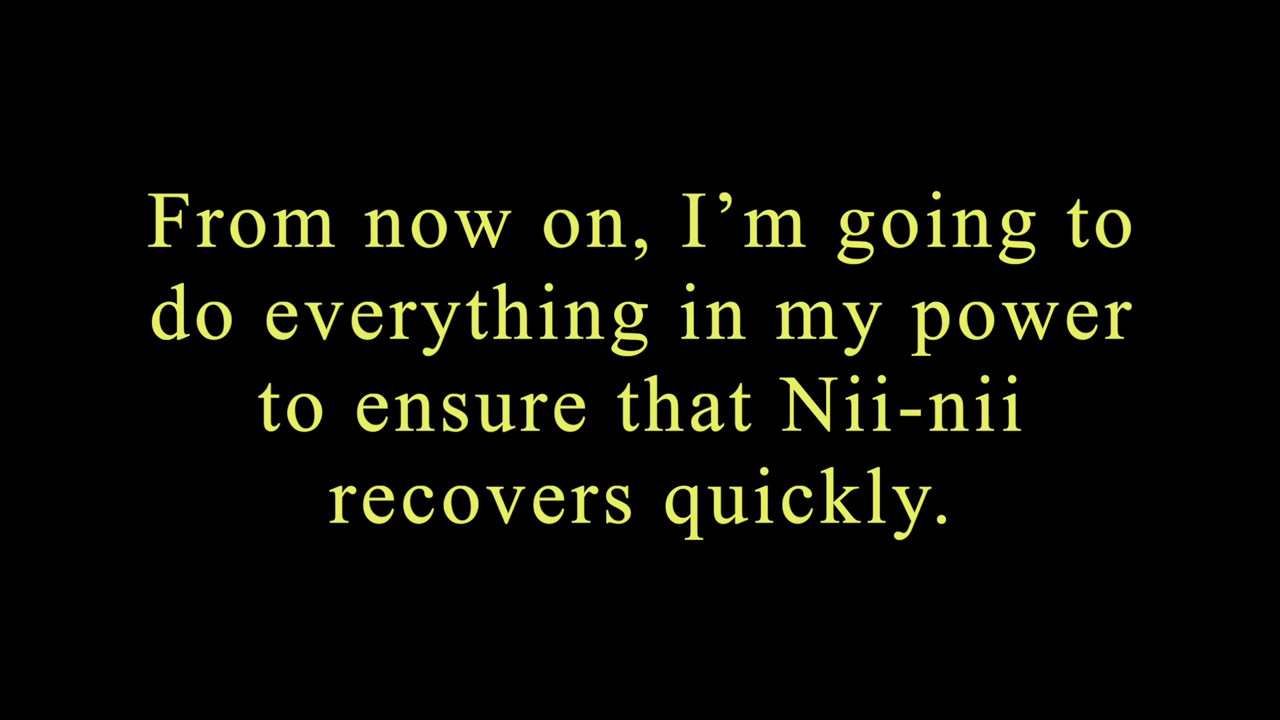 From now on, I’m going to
do everything in my power
to ensure that Nii-nii
recovers quickly.